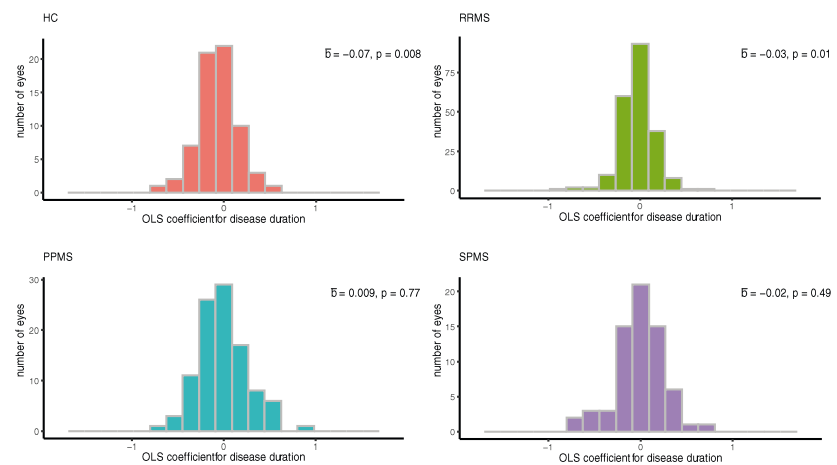 HC
b̅ = −0.07, p = 0.008
number of eyes
20
15
10
5
0
−1
0
1
OLS coefficientfor disease duration
RRMS
b̅ = −0.03, p = 0.01
number of eyes
75
50
25
0
−1
0
1
OLS coefficientfor disease duration
PPMS
b̅ = 0.009, p = 0.77
number of eyes
30
20
10
0
−1
0
1
OLS coefficientfor disease duration
SPMS
b̅ = −0.02, p = 0.49
number of eyes
20
15
10
5
0
−1
0
1
OLS coefficientfor disease duration